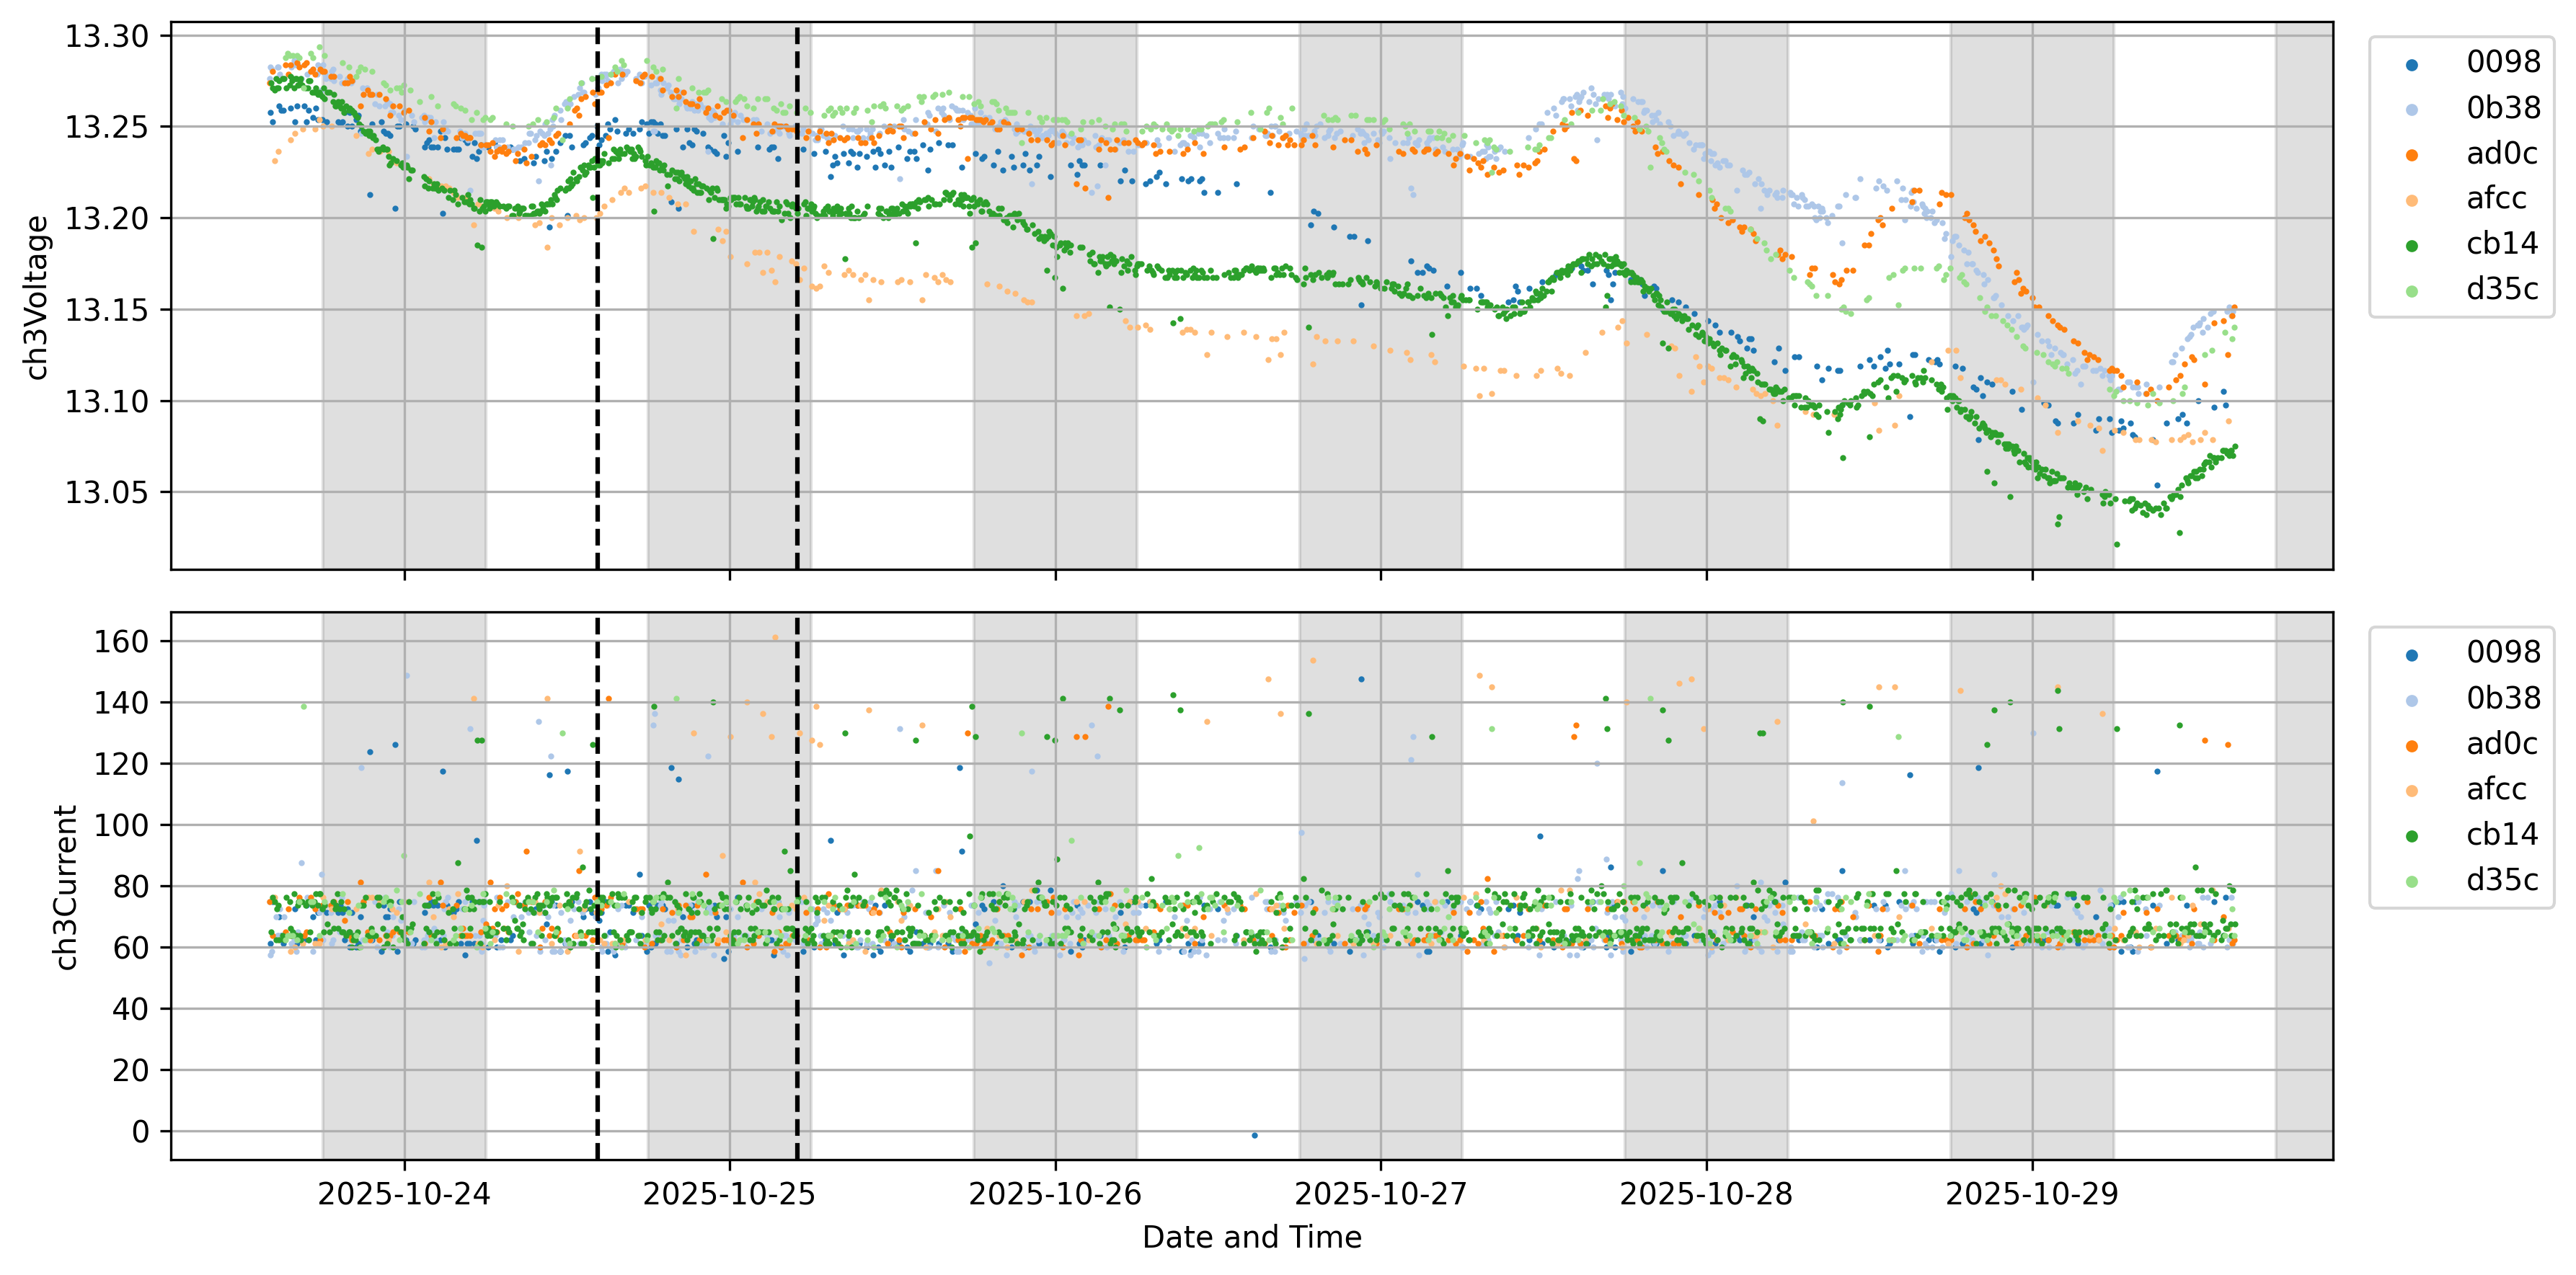 ch3Voltage
13.30
13.25
13.20
13.15
13.10
13.05
0098
0b38
ad0c
afcc
cb14
d35c
ch3Current
160
140
120
100
80
60
40
20
0
0098
0b38
ad0c
afcc
cb14
d35c
2025-10-24
2025-10-25
2025-10-26
2025-10-27
2025-10-28
2025-10-29
Date and Time